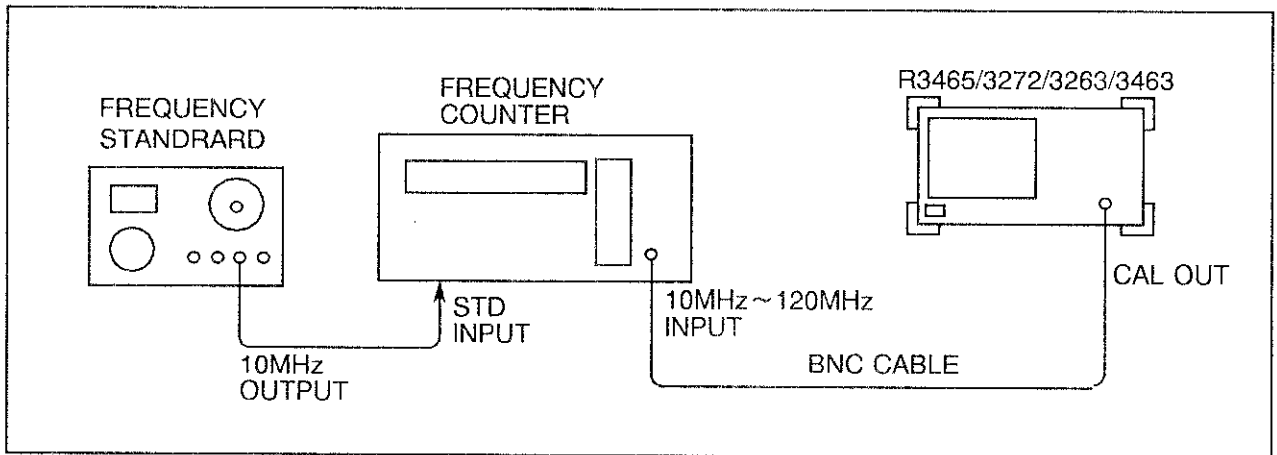 FREQUENCY
STANDRARD
FREQUENCY
COUNTER
R3465/3272/3263/3463
10MHz
OUTPUT
STD
INPUT
10MHz～120MHz
INPUT
CAL OUT
BNC CABLE